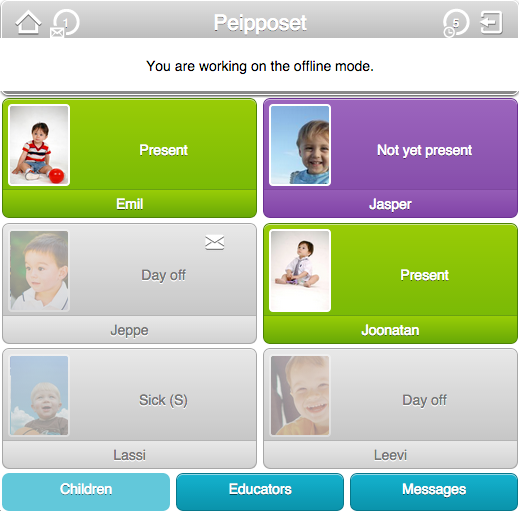 1
Peipposet
5
You are working on the offline mode.
Present
Not yet present
Emil
Jasper
Day off
Present
Jeppe
Joonatan
Sick (S)
Day off
Lassi
Leevi
Children
Educators
Messages